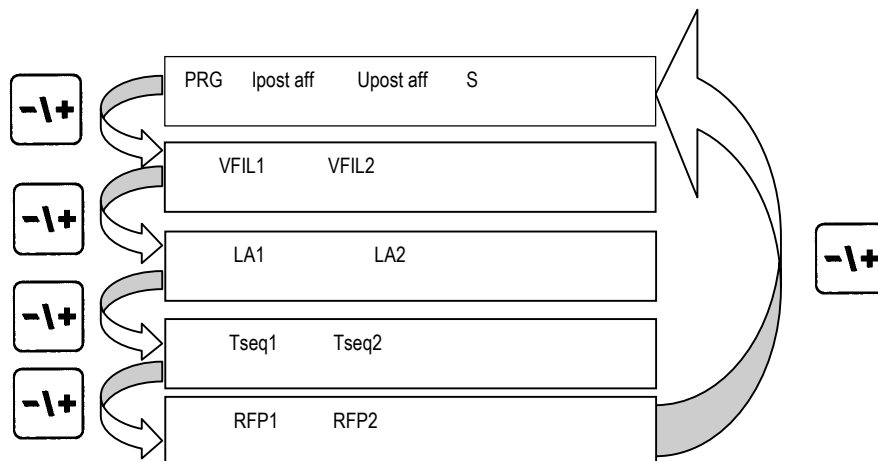 PRG Ipost aff Upost aff S
-\+
VFIL1 VFIL2
-\+
LA1 LA2
-\+
-\+
Tseq1 Tseq2
-\+
RFP1 RFP2